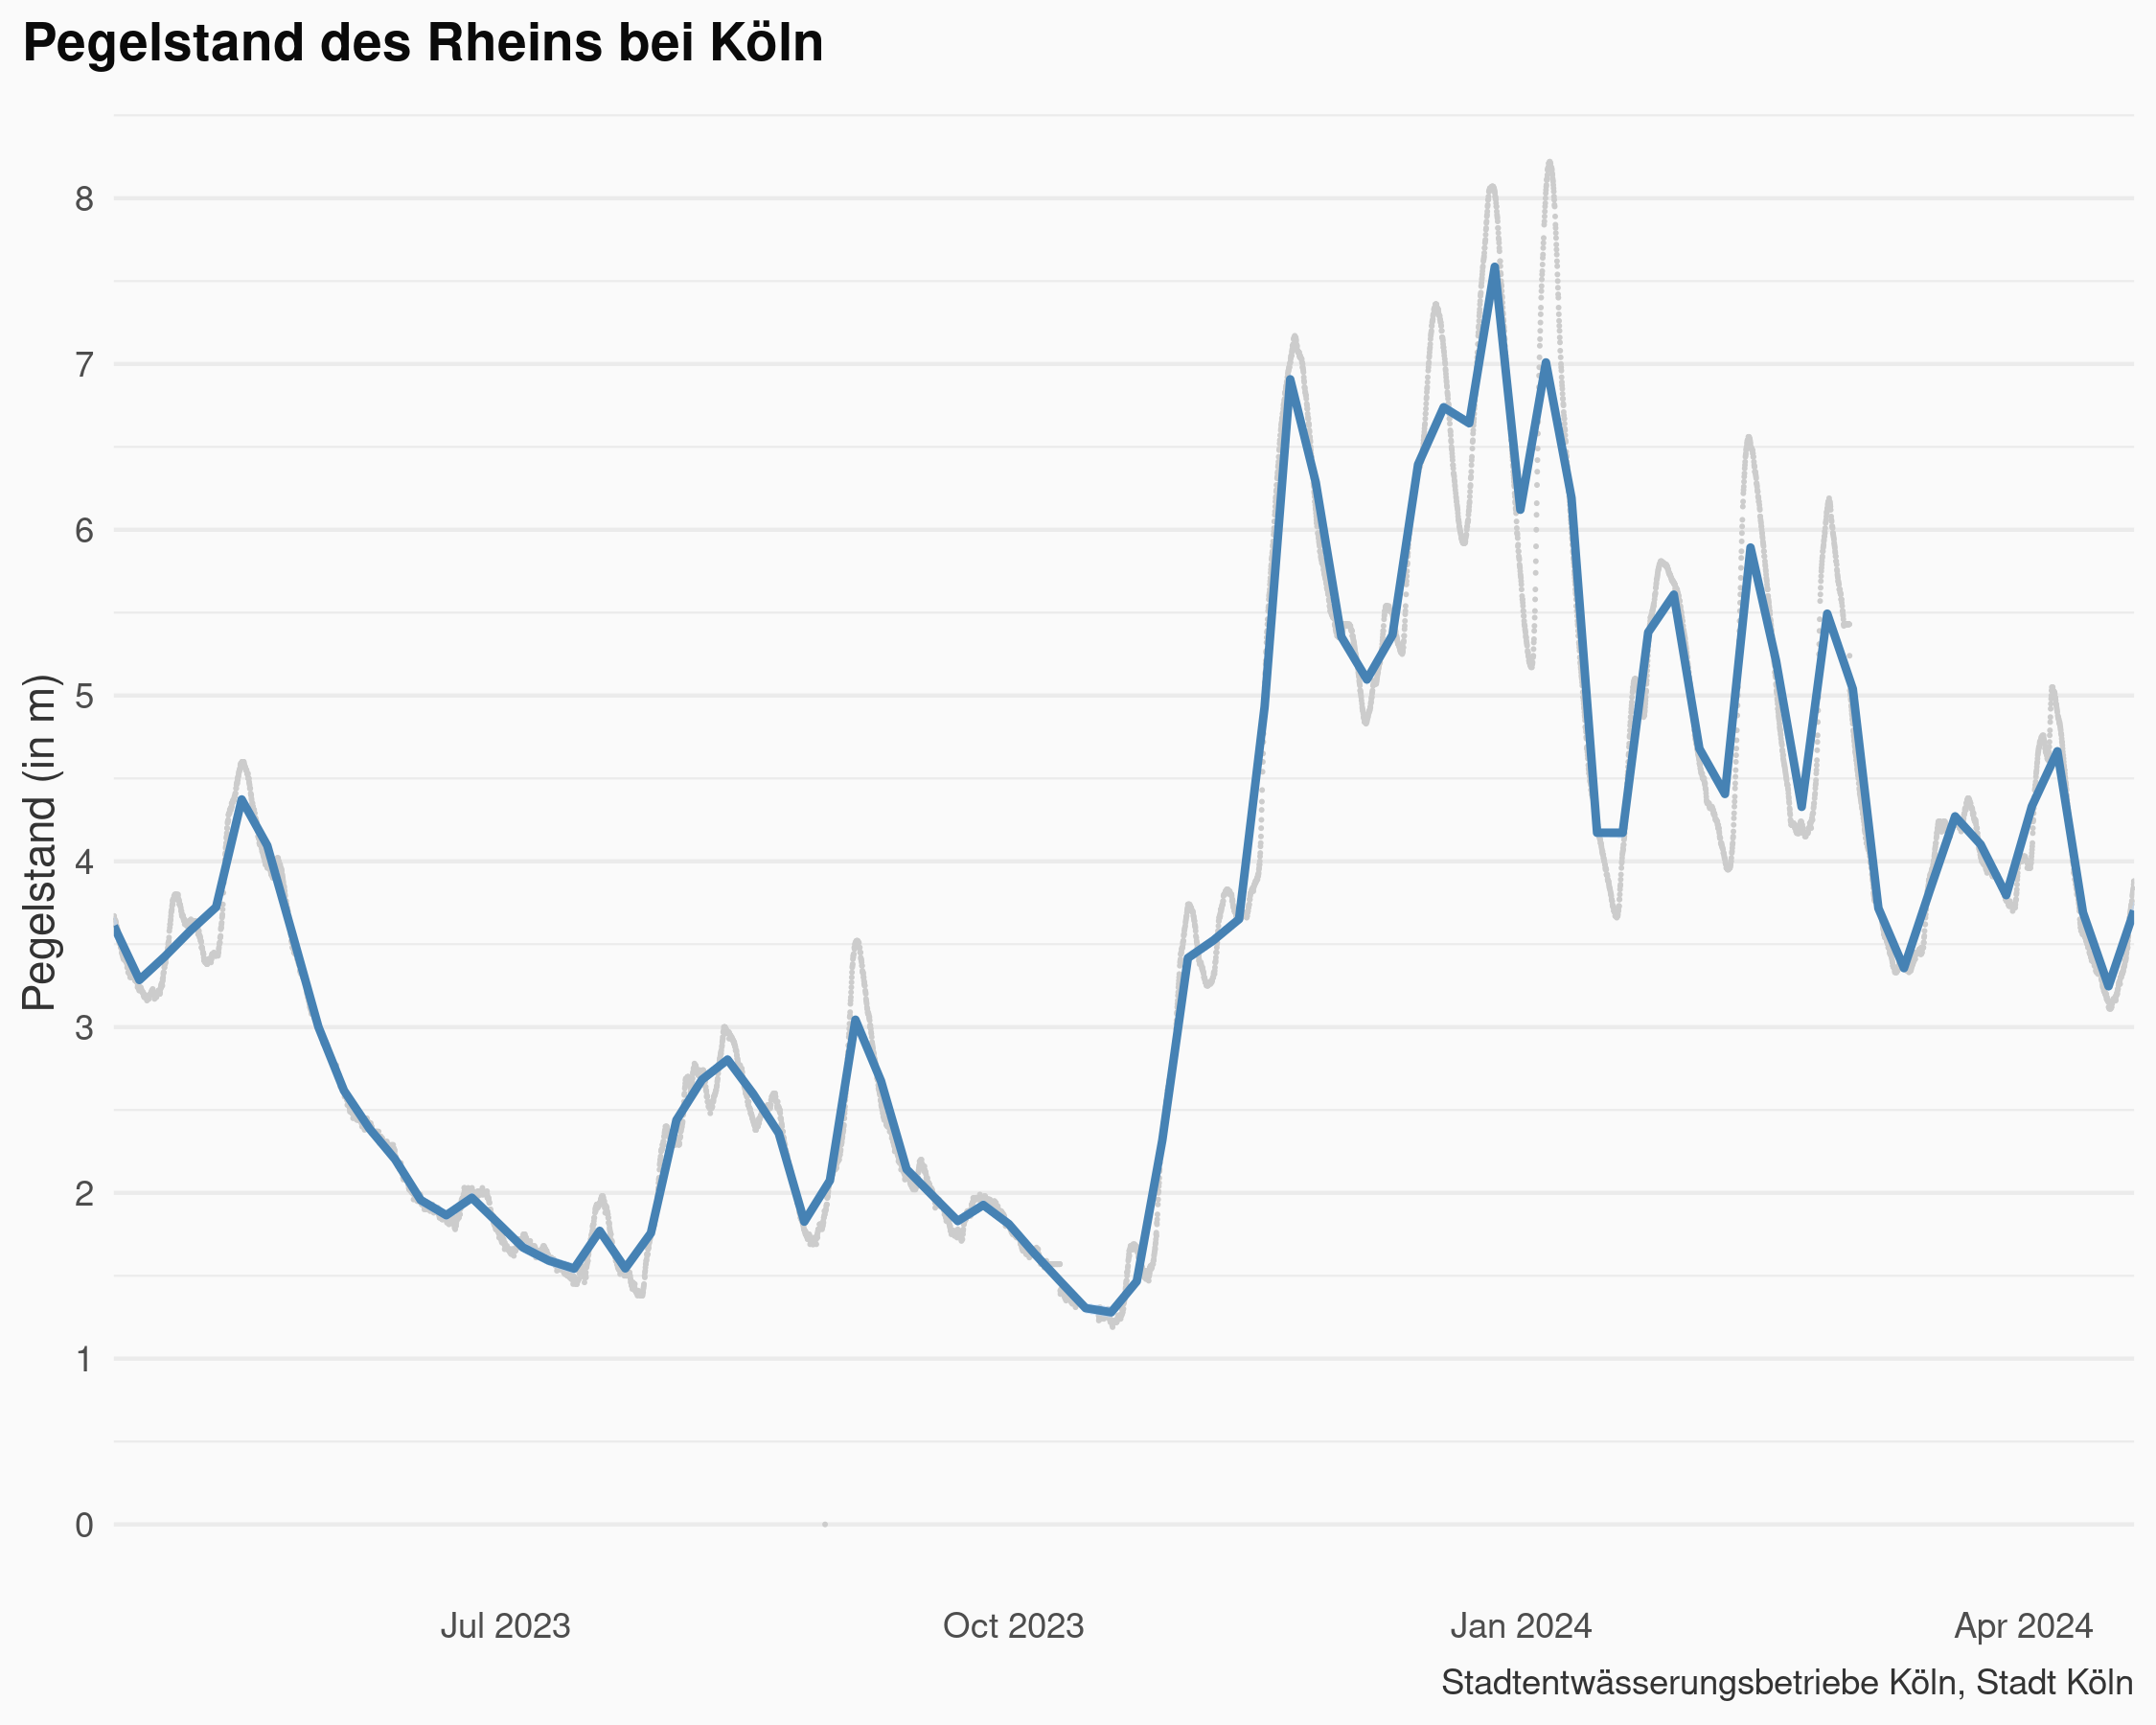 Pegelstand des Rheins bei Köln
Pegelstand (in m)
8
7
6
5
4
3
2
1
0
Jul 2023
Oct 2023
Jan 2024
Apr 2024
Stadtentwässerungsbetriebe Köln, Stadt Köln